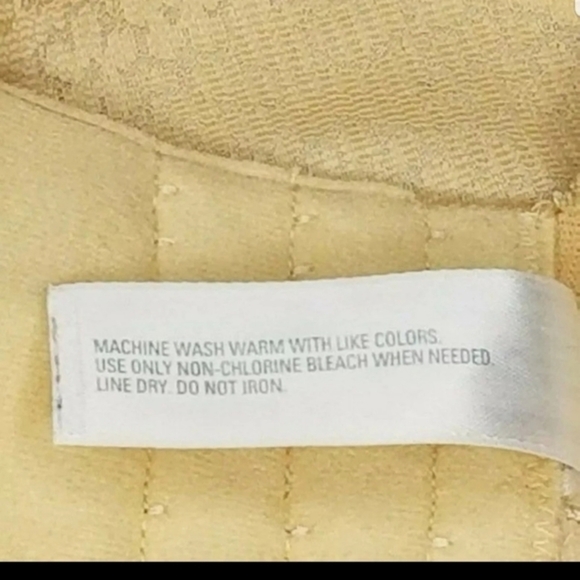 MACHINE WASH WARM WITH LIKE COLORS.
USE ONLY NON-CHLORINE BLEACH WHEN NEEDED.
LINE DRY. DO NOT IRON.